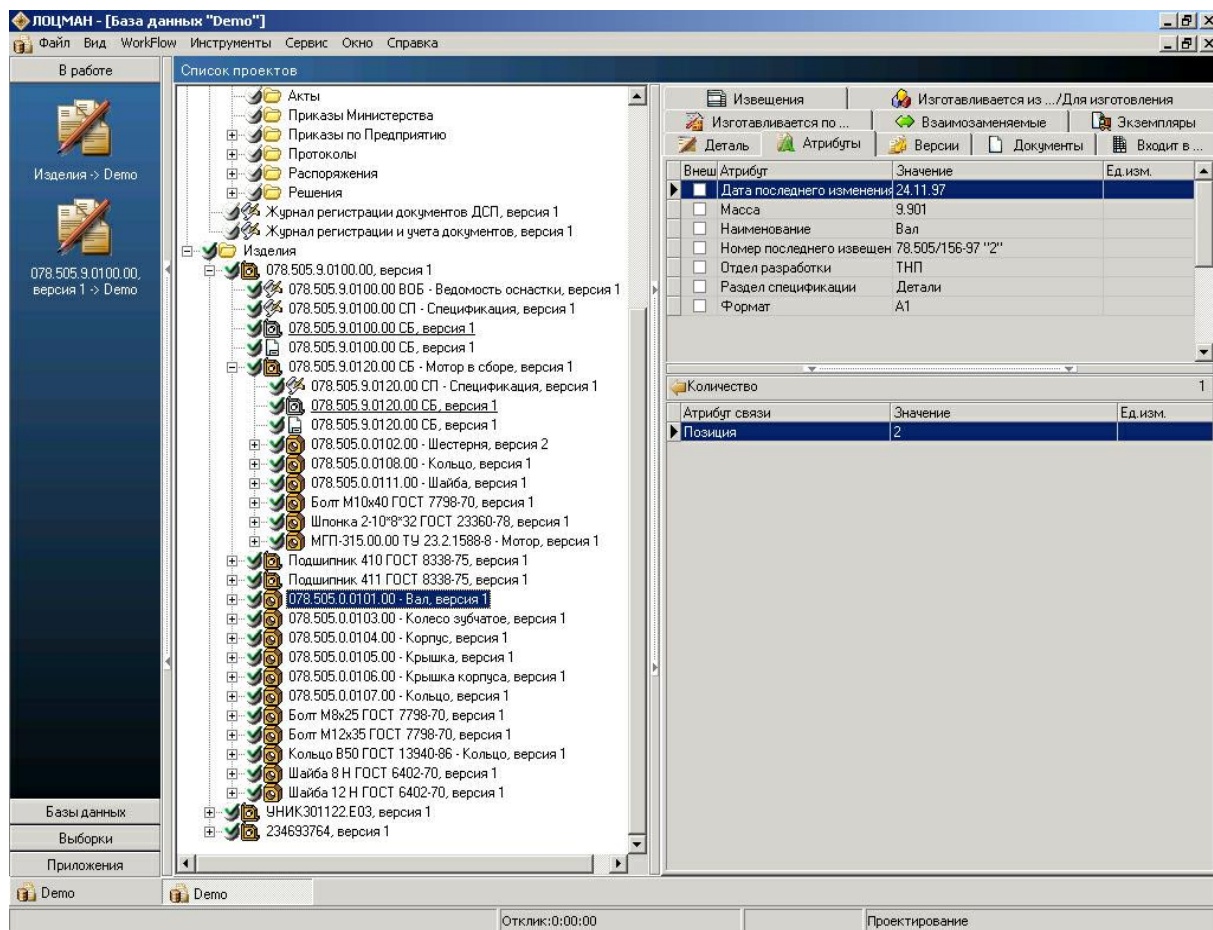 ЛОЦМАН - [База данных "Demo"]
Файл Вид WorkFlow Инструменты Сервис Окно Справка
В работе
Изделия -> Demo
078.505.9.0100.00,
версия 1 -> Demo
Базы данных
Выборки
Приложения
Список проектов
Акты
Приказы Министерства
Приказы по Предприятию
Протоколы
Распоряжения
Решения
Журнал регистрации документов ДСП, версия 1
Журнал регистрации и учета документов, версия 1
Изделия
078.505.9.0100.00, версия 1
078.505.9.0100.00 ВОБ - Ведомость оснастки, версия 1
078.505.9.0100.00 СП - Спецификация, версия 1
078.505.9.0100.00 СБ, версия 1
078.505.9.0100.00 СБ, версия 1
078.505.9.0120.00 СБ - Мотор в сборе, версия 1
078.505.9.0120.00 СП - Спецификация, версия 1
078.505.9.0120.00 СБ, версия 1
078.505.9.0120.00 СБ, версия 1
078.505.0.0102.00 - Шестерня, версия 2
078.505.0.0108.00 - Кольцо, версия 1
078.505.0.0111.00 - Шайба, версия 1
Болт М10х40 ГОСТ 7798-70, версия 1
Шпонка 2-10*8*32 ГОСТ 23360-78, версия 1
МГП-315.00.00 ТУ 23.2.1588-8 - Мотор, версия 1
Подшипник 410 ГОСТ 8338-75, версия 1
Подшипник 411 ГОСТ 8338-75, версия 1
078.505.0.0101.00 - Вал, версия 1
078.505.0.0103.00 - Колесо зубчатое, версия 1
078.505.0.0104.00 - Корпус, версия 1
078.505.0.0105.00 - Крышка, версия 1
078.505.0.0106.00 - Крышка корпуса, версия 1
078.505.0.0107.00 - Кольцо, версия 1
Болт М8х25 ГОСТ 7798-70, версия 1
Болт М12х35 ГОСТ 7798-70, версия 1
Кольцо В50 ГОСТ 13940-86 - Кольцо, версия 1
Шайба 8 Н ГОСТ 6402-70, версия 1
Шайба 12 Н ГОСТ 6402-70, версия 1
УНИК301122.Е03, версия 1
234693764, версия 1
Извещения Изготавливается из .../Для изготовления
Изготавливается по ... Взаимозаменяемые Экземпляры
Деталь Атрибуты Версии Документы Входит в ...
Внеш Атрибут Значение Ед.изм.
Дата последнего изменения 24.11.97
Масса 9.901
Наименование Вал
Номер последнего извещен 78.505/156-97 "2"
Отдел разработки ТНП
Раздел спецификации Детали
Формат А1
Количество 1
Атрибут связи Значение Ед.изм.
Позиция 2
Demo Demo
Отклик:0:00:00 Проектирование